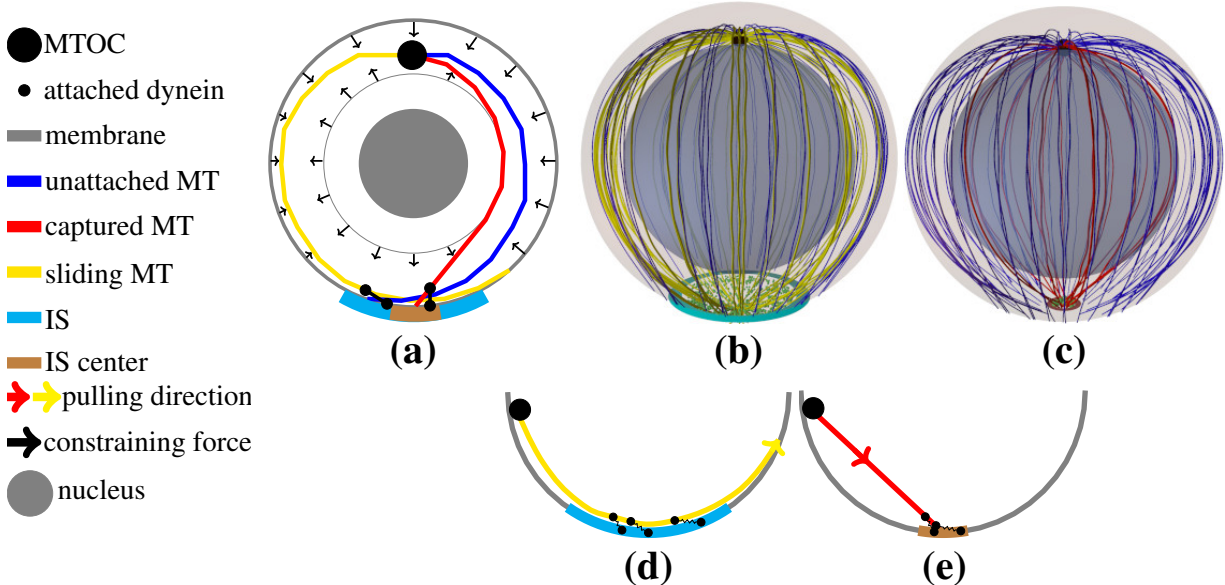 MTOC
attached dynein
membrane
unattached MT
captured MT
sliding MT
IS
IS center
pulling direction
constraining force
nucleus
(a)
(b)
(c)
(d)
(e)